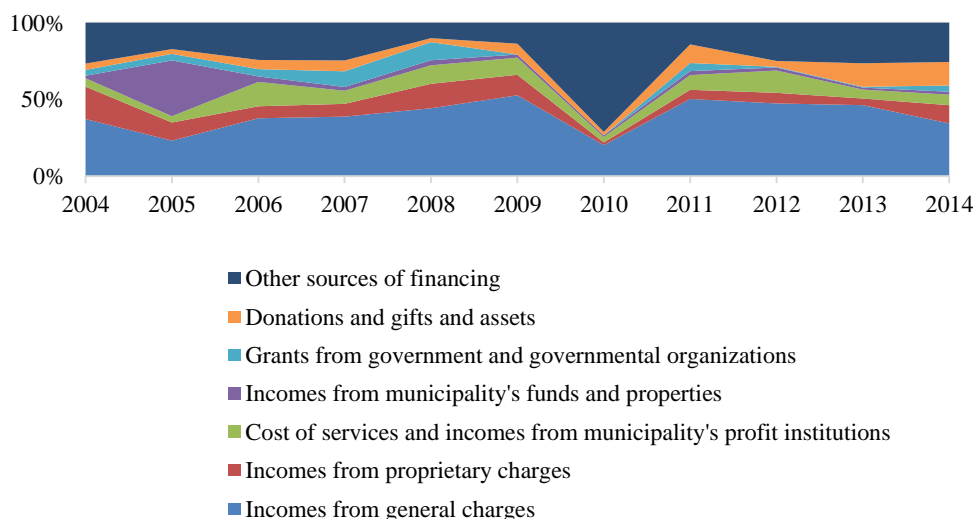 100%
50%
0%
2004 2005 2006 2007 2008 2009 2010 2011 2012 2013 2014
Other sources of financing
Donations and gifts and assets
Grants from government and governmental organizations
Incomes from municipality's funds and properties
Cost of services and incomes from municipality's profit institutions
Incomes from proprietary charges
Incomes from general charges